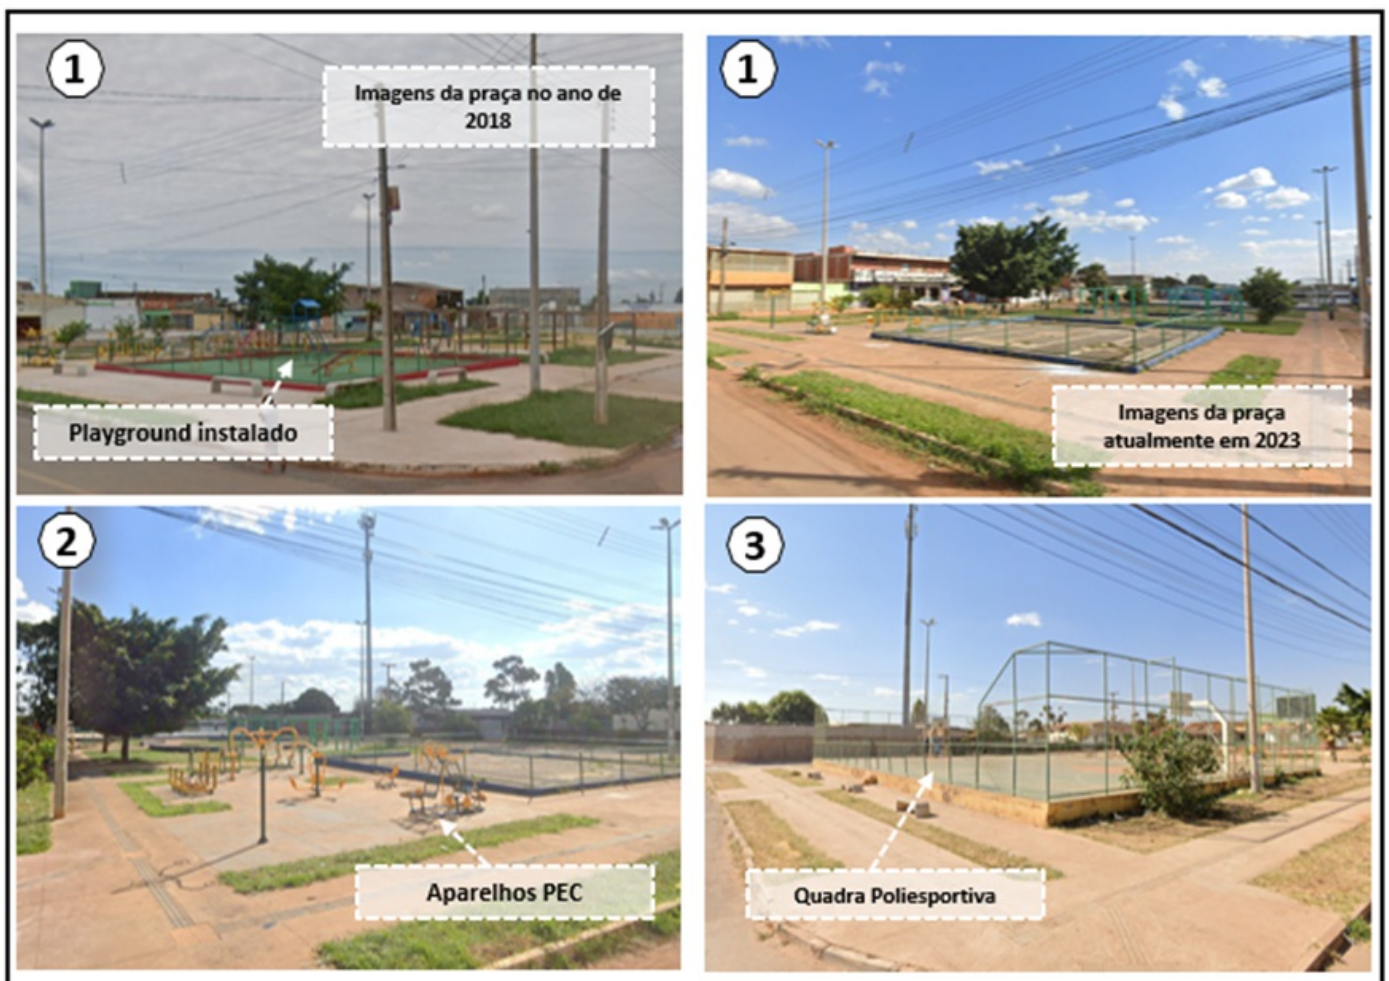 1
Imagens da praça no ano de
2018
Playground instalado
1
Imagens da praça
atualmente em 2023
2
Aparelhos PEC
3
Quadra Poliesportiva